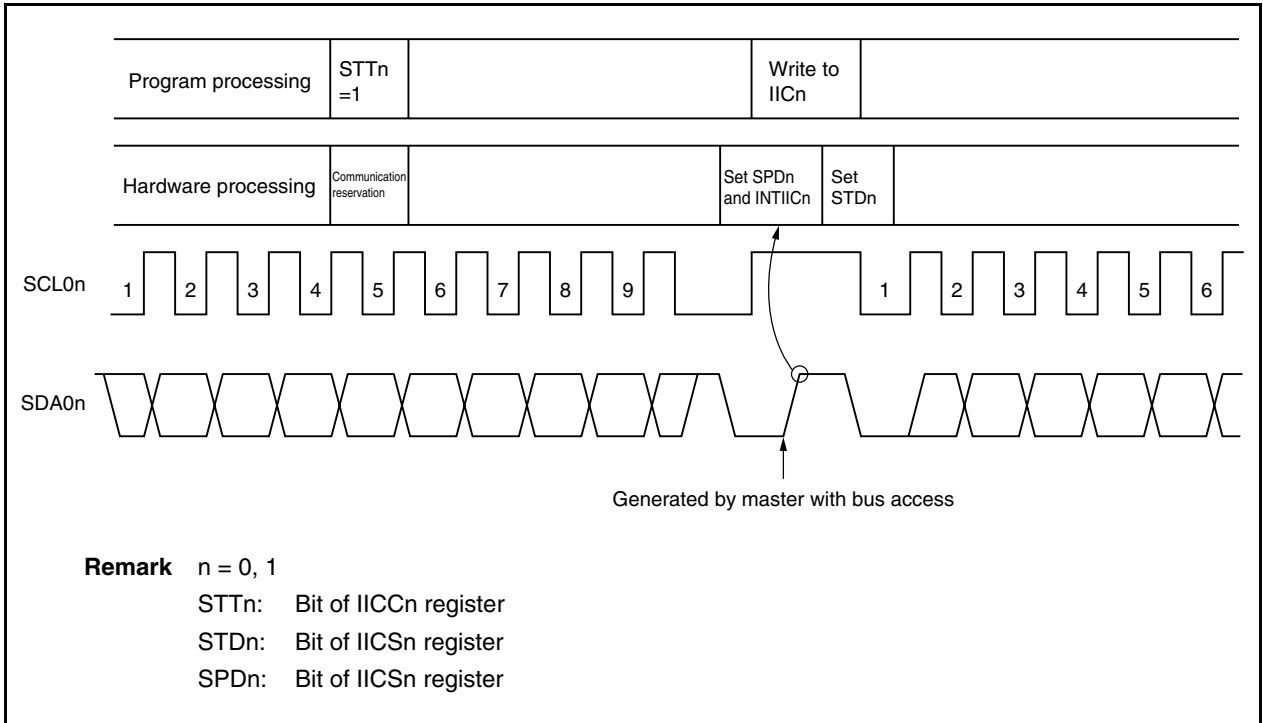 Program processing
STTn
=1
Write to
IICn
Hardware processing
Communication
reservation
Set SPDn
and INTIICn
Set
STDn
SCL0n
1 2 3 4 5 6 7 8 9 1 2 3 4 5 6
SDA0n
Generated by master with bus access
Remark n = 0, 1
STTn: Bit of IICCn register
STDn: Bit of IICSn register
SPDn: Bit of IICSn register